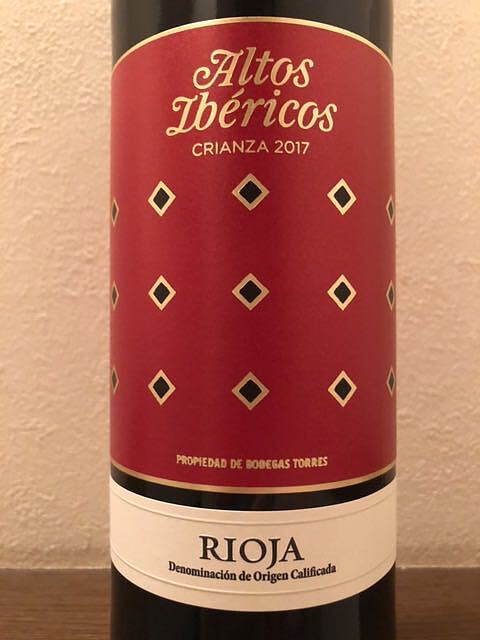 Altos
Ibéricos
CRIANZA 2017
PROPIEDAD DE BODEGAS TORRES
RIOJA
Denominación de Origen Calificada